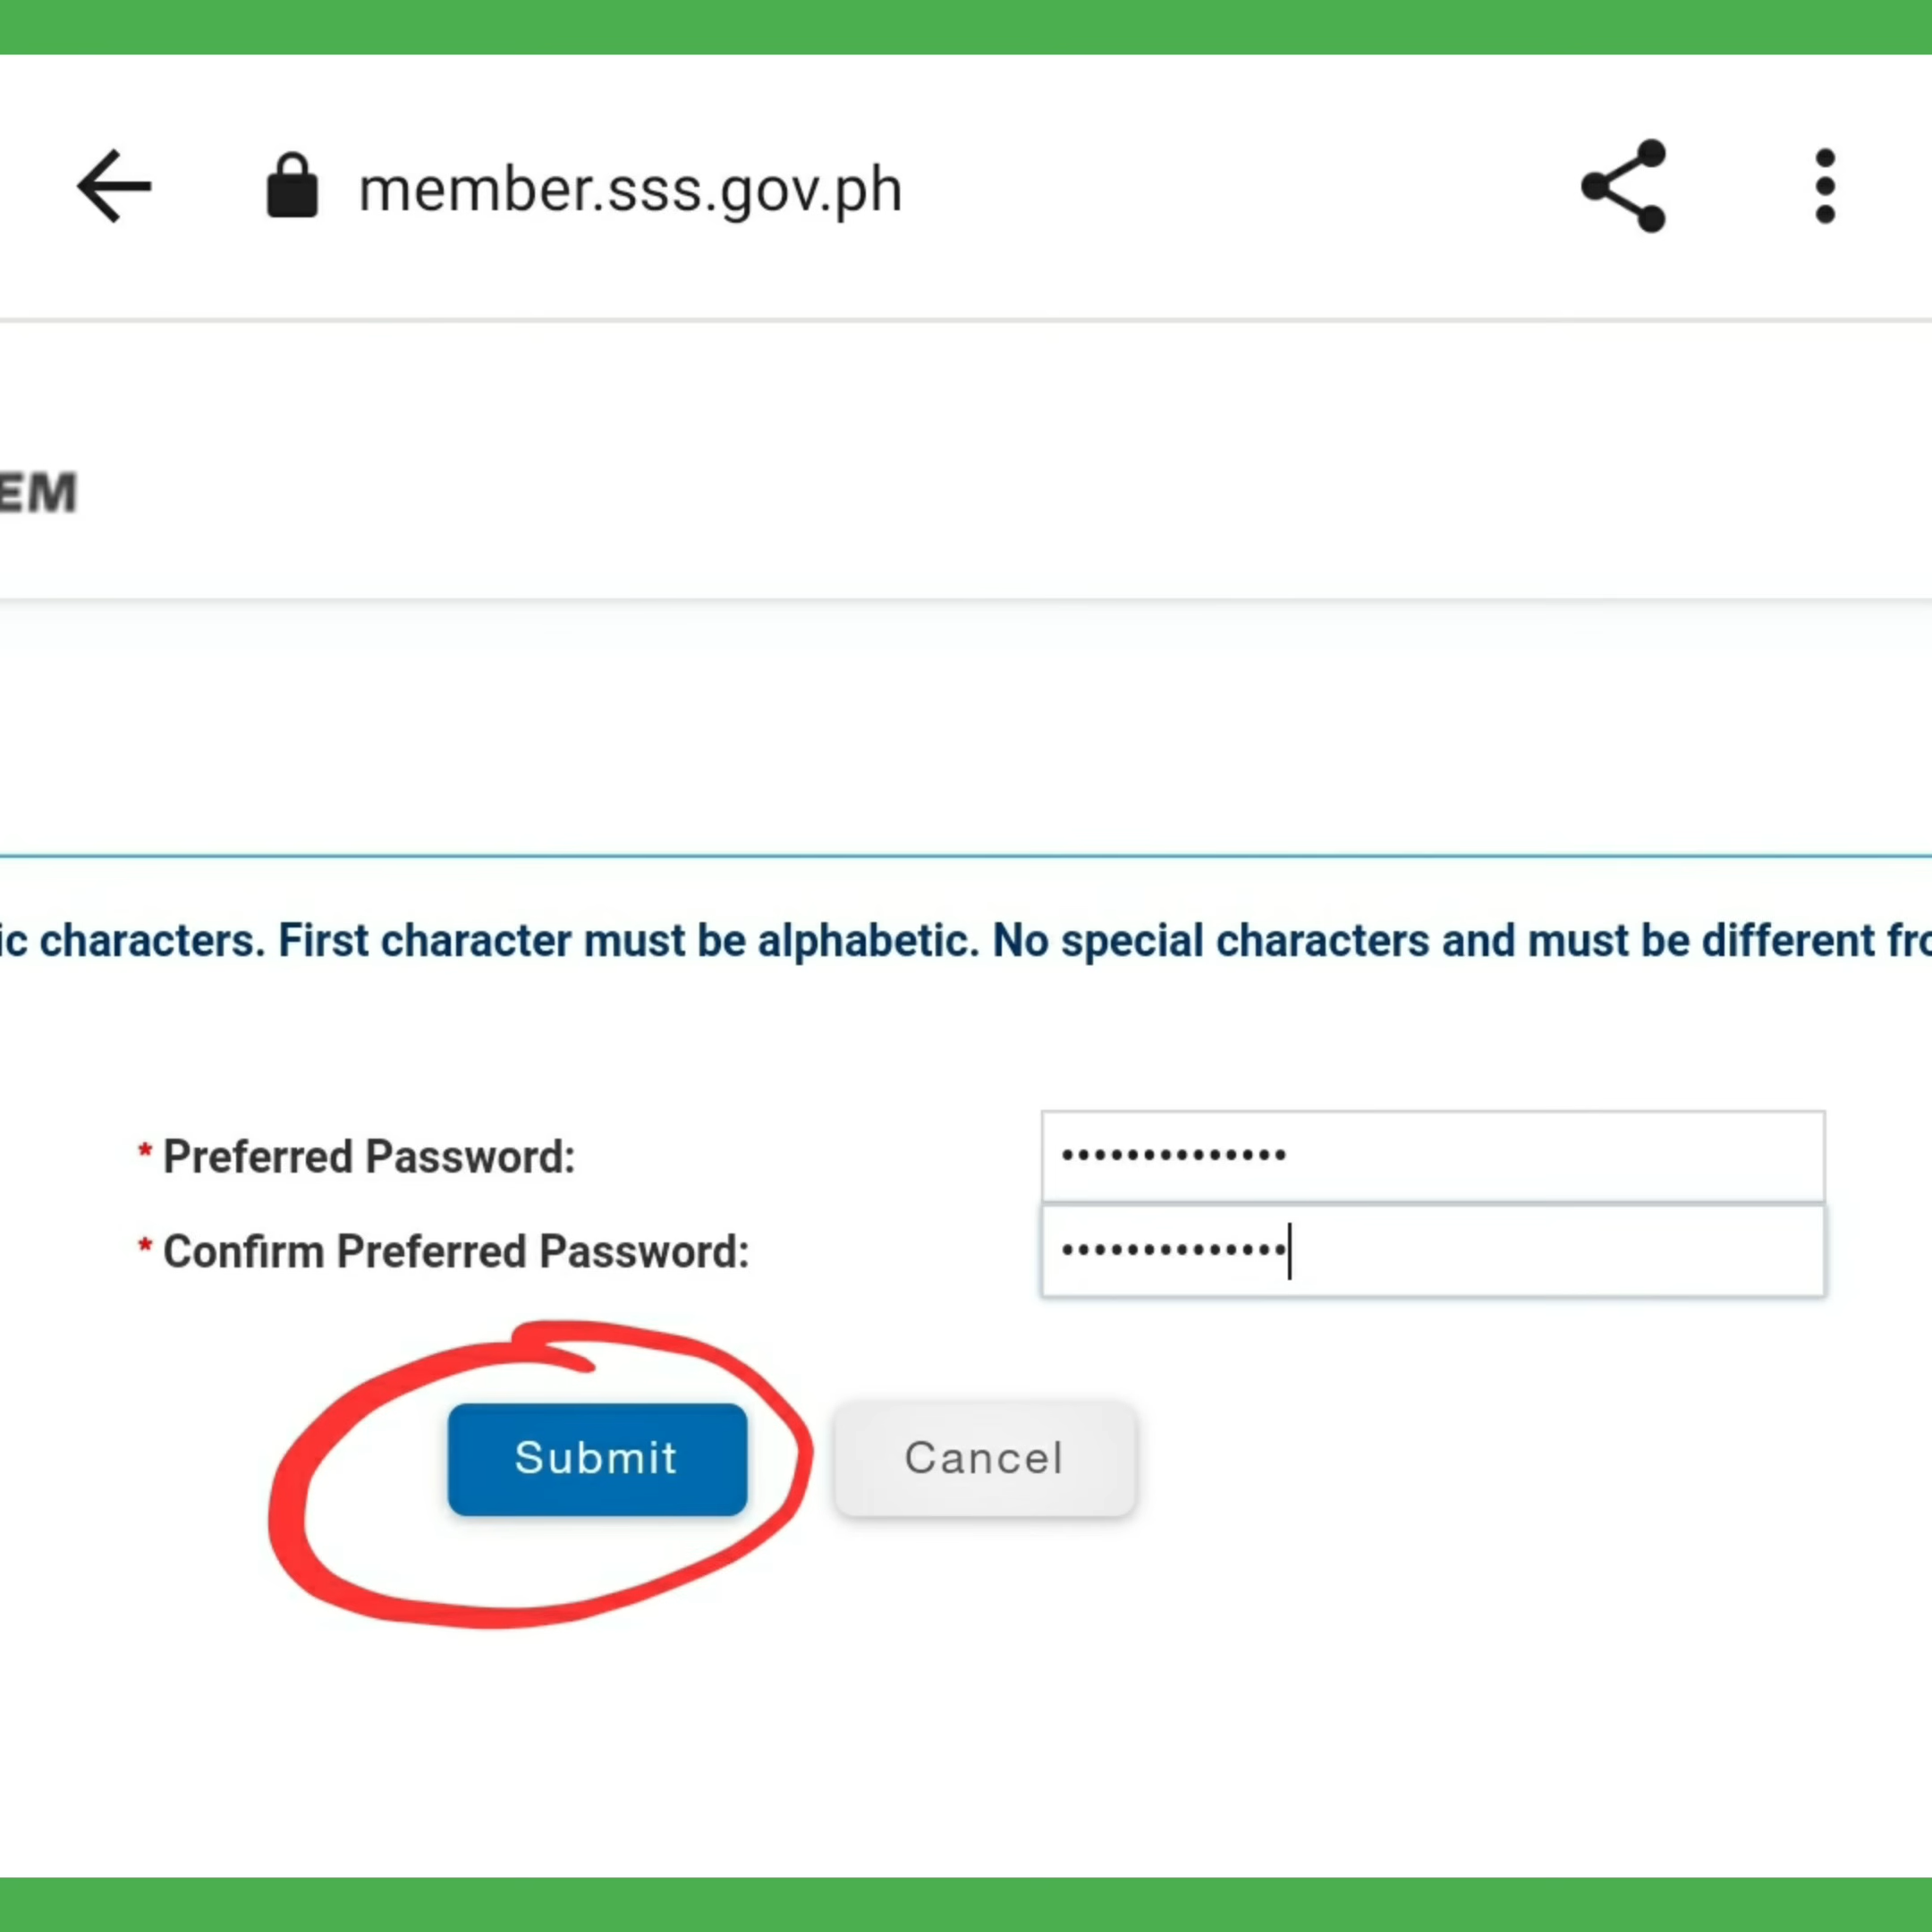 member.sss.gov.ph
EM
ic characters. First character must be alphabetic. No special characters and must be different fro
* Preferred Password:
* Confirm Preferred Password:
Submit Cancel